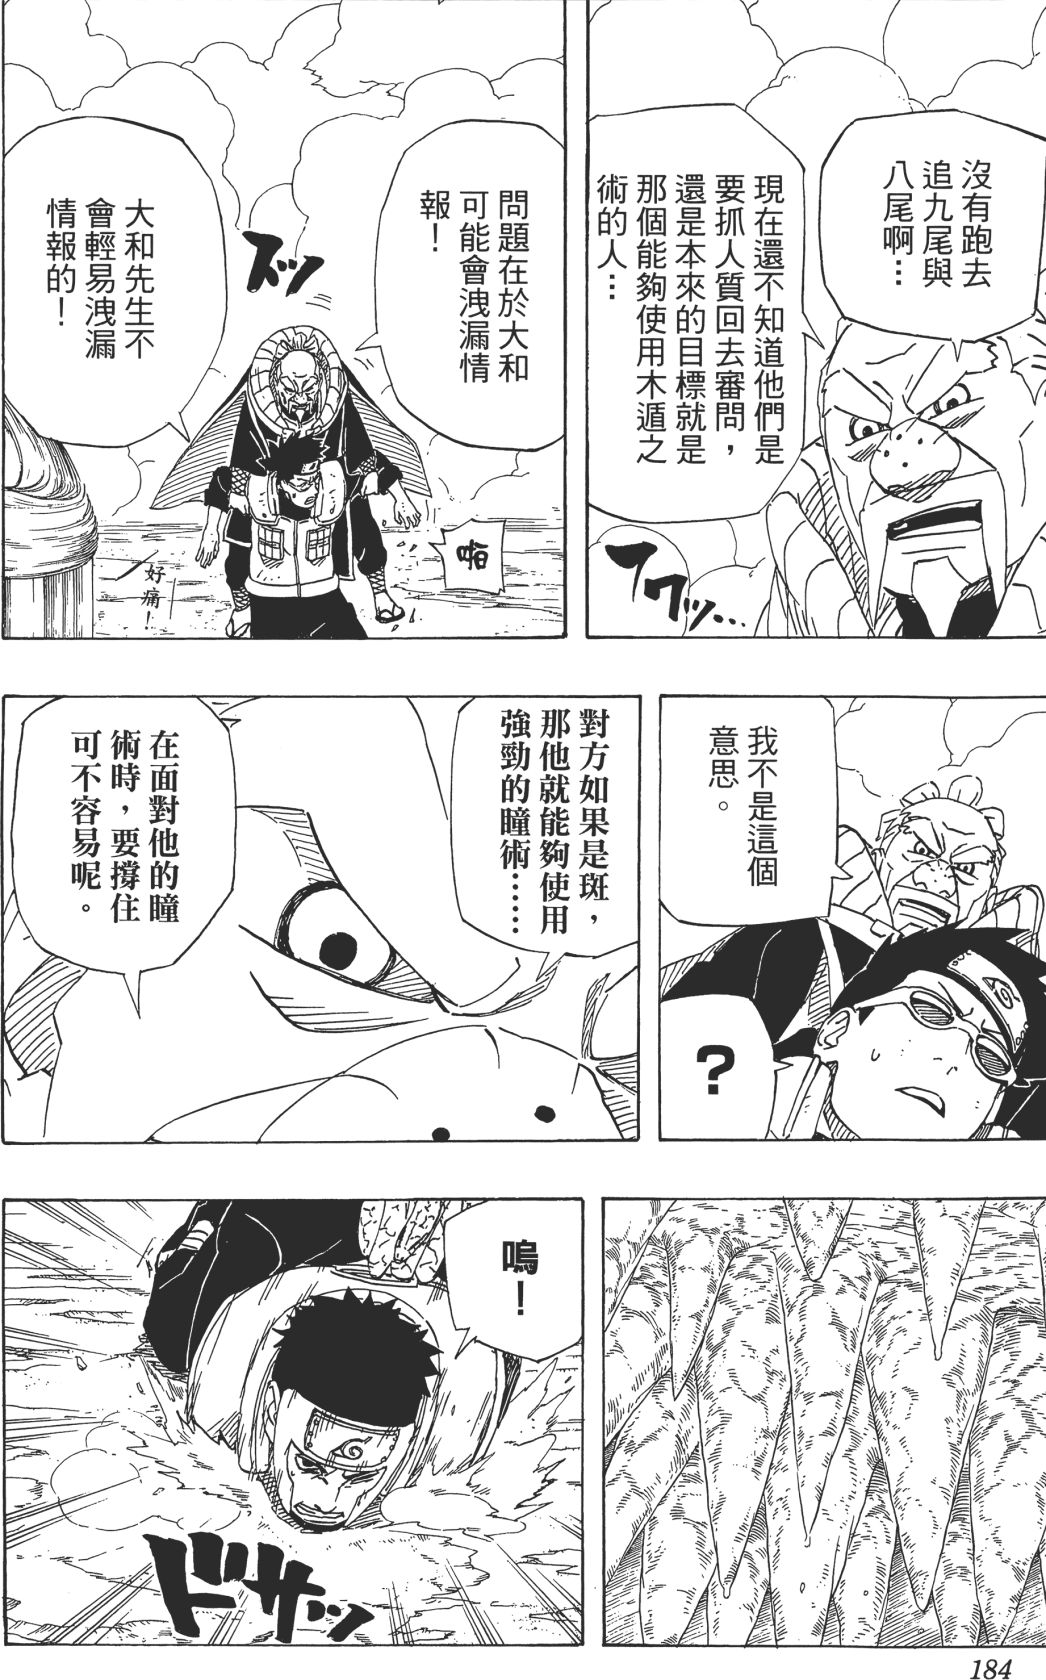 沒有跑去
追九尾與
八尾啊…
現在還不知道他們是
要抓人質回去審問，
還是本來的目標就是
那個能夠使用木遁之
術的人…
フワッ…
問題在於大和
可能會洩漏情
報！
ズッ
大和先生不
會輕易洩漏
情報的！
啪
好痛！
我不是這個
意思。
？
對方如果是斑，
那他就能夠使用
強勁的瞳術……
在面對他的瞳
術時，要撐住
可不容易呢。
嗚！
ドサッ
184